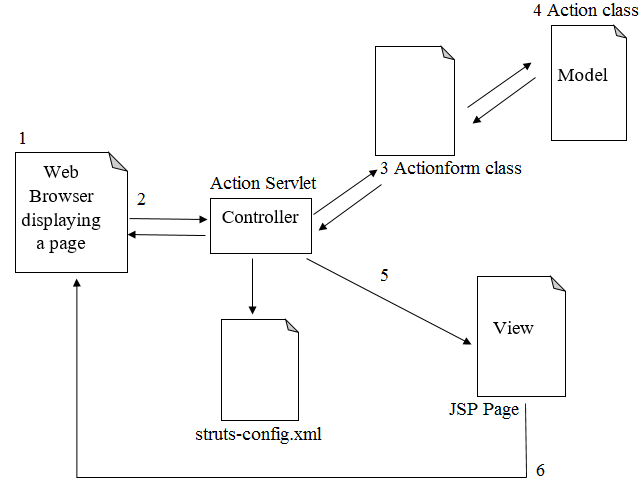 4 Action class
Model
3 Actionform class
1
Web
Browser
displaying
a page
2
Action Servlet
Controller
5
View
JSP Page
struts-config.xml
6